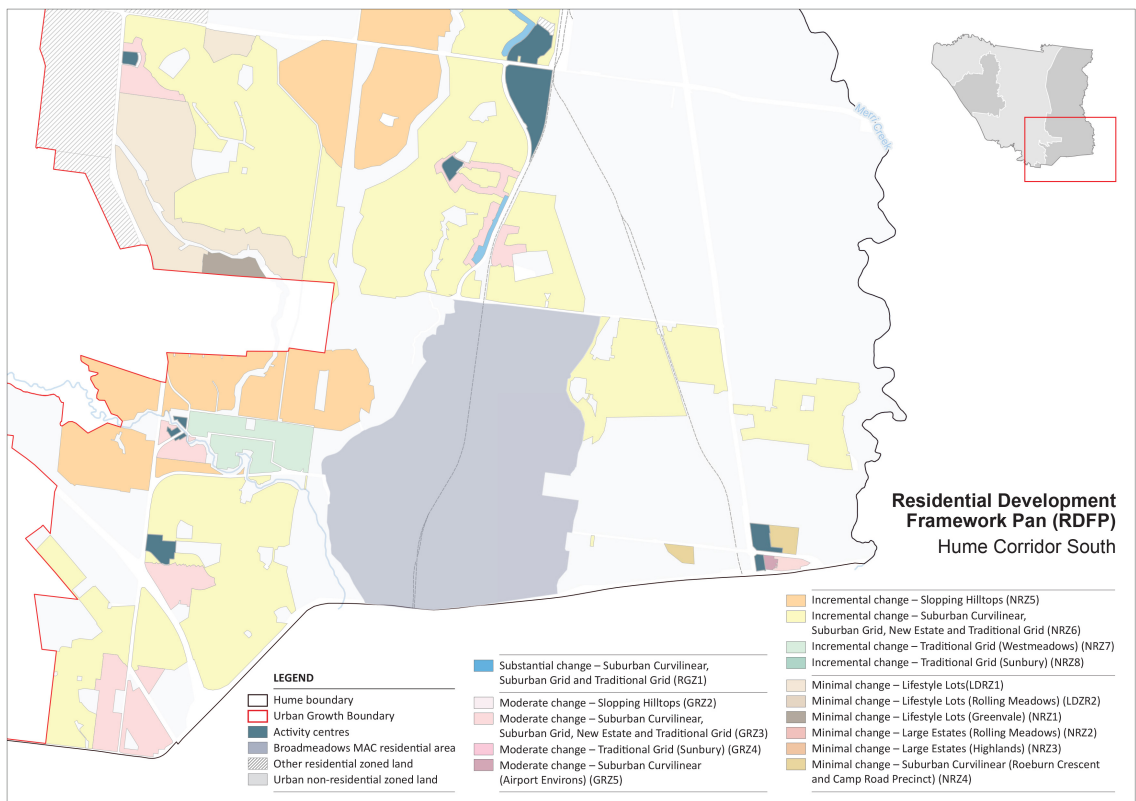 Merri Creek
Residential Development
Framework Pan (RDFP)
Hume Corridor South
LEGEND
Hume boundary
Urban Growth Boundary
Activity centres
Broadmeadows MAC residential area
Other residential zoned land
Urban non-residential zoned land
Substantial change – Suburban Curvilinear,
Suburban Grid and Traditional Grid (RGZ1)
Moderate change – Slopping Hilltops (GRZ2)
Moderate change – Suburban Curvilinear,
Suburban Grid, New Estate and Traditional Grid (GRZ3)
Moderate change – Traditional Grid (Sunbury) (GRZ4)
Moderate change – Suburban Curvilinear
(Airport Environs) (GRZ5)
Incremental change – Slopping Hilltops (NRZ5)
Incremental change – Suburban Curvilinear,
Suburban Grid, New Estate and Traditional Grid (NRZ6)
Incremental change – Traditional Grid (Westmeadows) (NRZ7)
Incremental change – Traditional Grid (Sunbury) (NRZ8)
Minimal change – Lifestyle Lots(LDRZ1)
Minimal change – Lifestyle Lots (Rolling Meadows) (LDZR2)
Minimal change – Lifestyle Lots (Greenvale) (NRZ1)
Minimal change – Large Estates (Rolling Meadows) (NRZ2)
Minimal change – Large Estates (Highlands) (NRZ3)
Minimal change – Suburban Curvilinear (Roeburn Crescent
and Camp Road Precinct) (NRZ4)